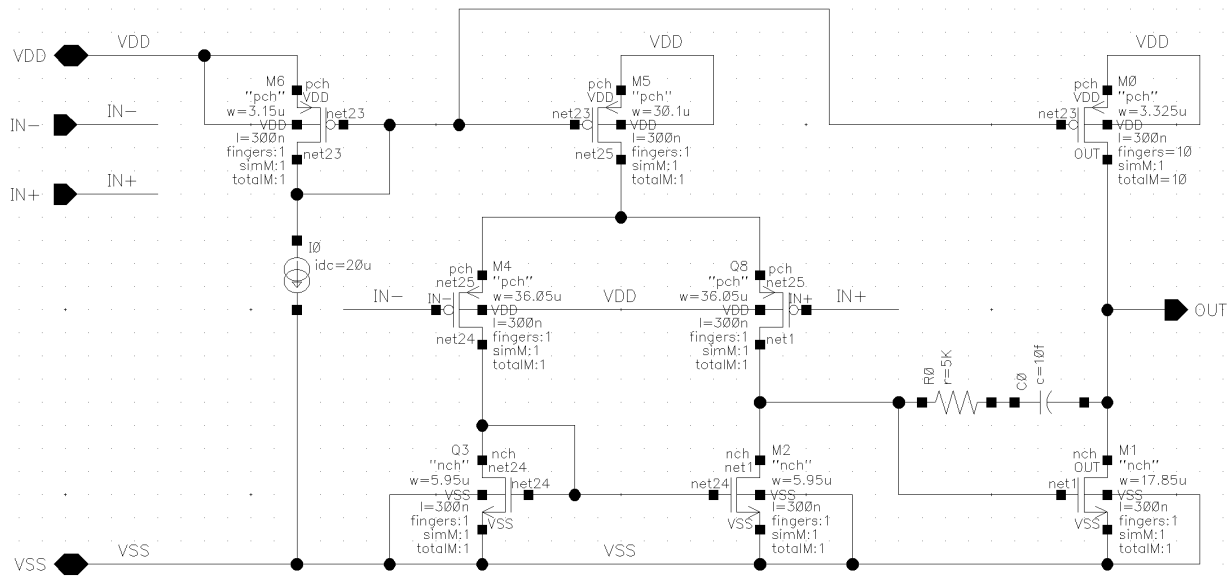 VDD
VDD
IN-
IN-
IN+
IN+
VSS
VSS
VSS
M6
pch
"pch"
VDD
w=3.15u
net23
VDD
l=300n
net23
fingers:1
simM:1
totalM:1
I0
idc=20u
VDD
pch
M5
VDD
"pch"
w=30.1u
net23
VDD
l=300n
net25
fingers:1
simM:1
totalM:1
VDD
pch
M0
VDD
"pch"
w=3.325u
net23
VDD
l=300n
OUT
fingers=10
simM:1
totalM=10
pch
M4
net25
"pch"
w=36.05u
IN-
IN-
VDD
l=300n
net24
fingers:1
simM:1
totalM:1
VDD
Q8
pch
"pch"
net25
w=36.05u
IN+
IN+
VDD
l=300n
net1
fingers:1
simM:1
totalM:1
OUT
R0
r=5K
C0
c=10f
Q3
nch
"nch"
net24
w=5.95u
net24
VSS
l=300n
VSS
fingers:1
simM:1
totalM:1
nch
M2
net1
"nch"
w=5.95u
net24
VSS
l=300n
VSS
fingers:1
simM:1
totalM:1
nch
M1
OUT
"nch"
w=17.85u
net1
VSS
l=300n
VSS
fingers:1
simM:1
totalM:1